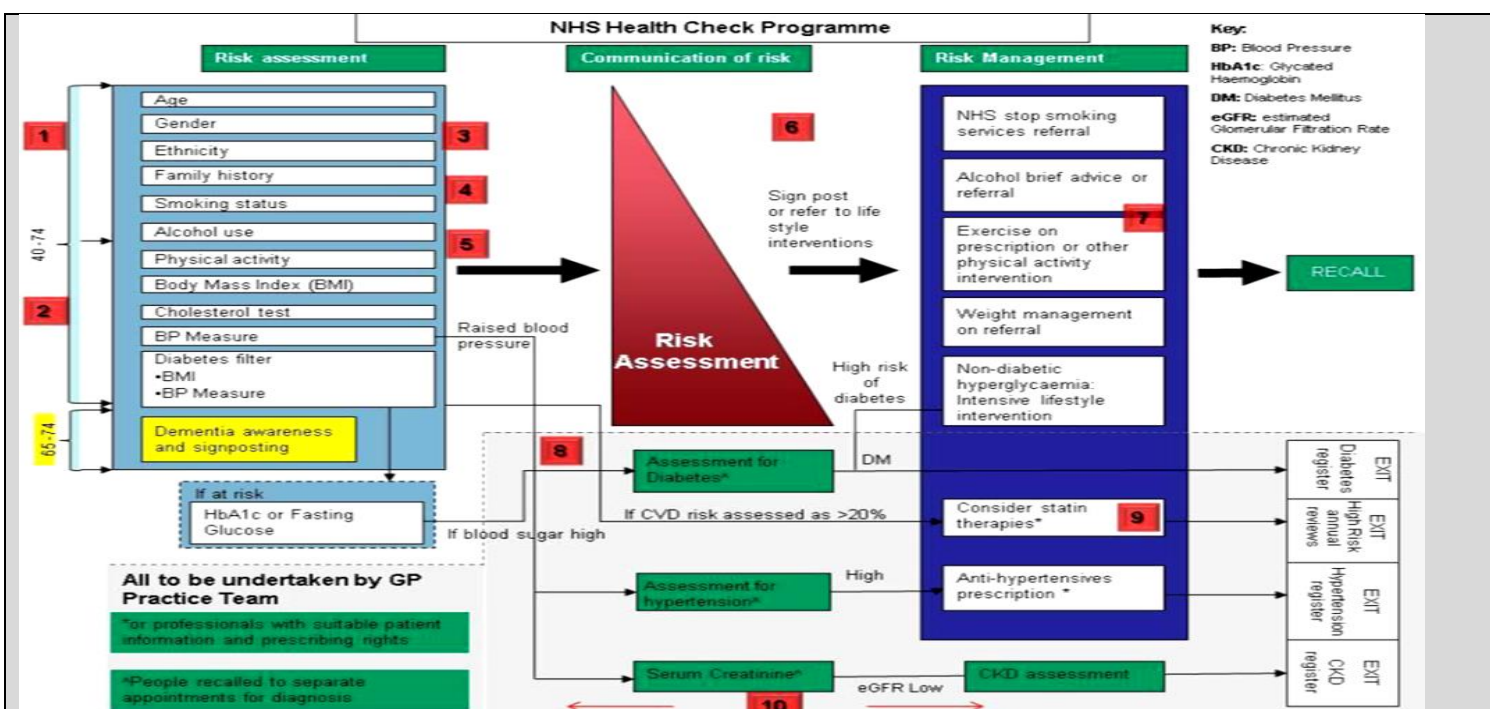 NHS Health Check Programme
Risk assessment
Communication of risk
Risk Management
Key:
BP: Blood Pressure
HbA1c: Glycated
Haemoglobin
DM: Diabetes Mellitus
eGFR: estimated
Glomerular Filtration Rate
CKD: Chronic Kidney
Disease
1
2
40-74
65-74
Age
Gender
Ethnicity
Family history
Smoking status
Alcohol use
Physical activity
Body Mass Index (BMI)
Cholesterol test
BP Measure
Diabetes filter
•BMI
•BP Measure
Dementia awareness
and signposting
3
4
5
If at risk
HbA1c or Fasting
Glucose
Raised blood
pressure
Risk
Assessment
6
Sign post
or refer to life
style
interventions
High risk
of
diabetes
NHS stop smoking
services referral
Alcohol brief advice or
referral
7
Exercise on
prescription or other
physical activity
intervention
Weight management
on referral
Non-diabetic
hyperglycaemia:
Intensive lifestyle
intervention
RECALL
8
If blood sugar high
Assessment for
Diabetes^
DM
If CVD risk assessed as >20%
Consider statin
therapies*
9
Assessment for
hypertension^
High
Anti-hypertensives
prescription *
Serum Creatinine^
eGFR Low
CKD assessment
10
EXIT
Diabetes
register
EXIT
High Risk
annual
reviews
EXIT
Hypertension
register
EXIT
CKD
register
All to be undertaken by GP
Practice Team
*or professionals with suitable patient
information and prescribing rights
^People recalled to separate
appointments for diagnosis